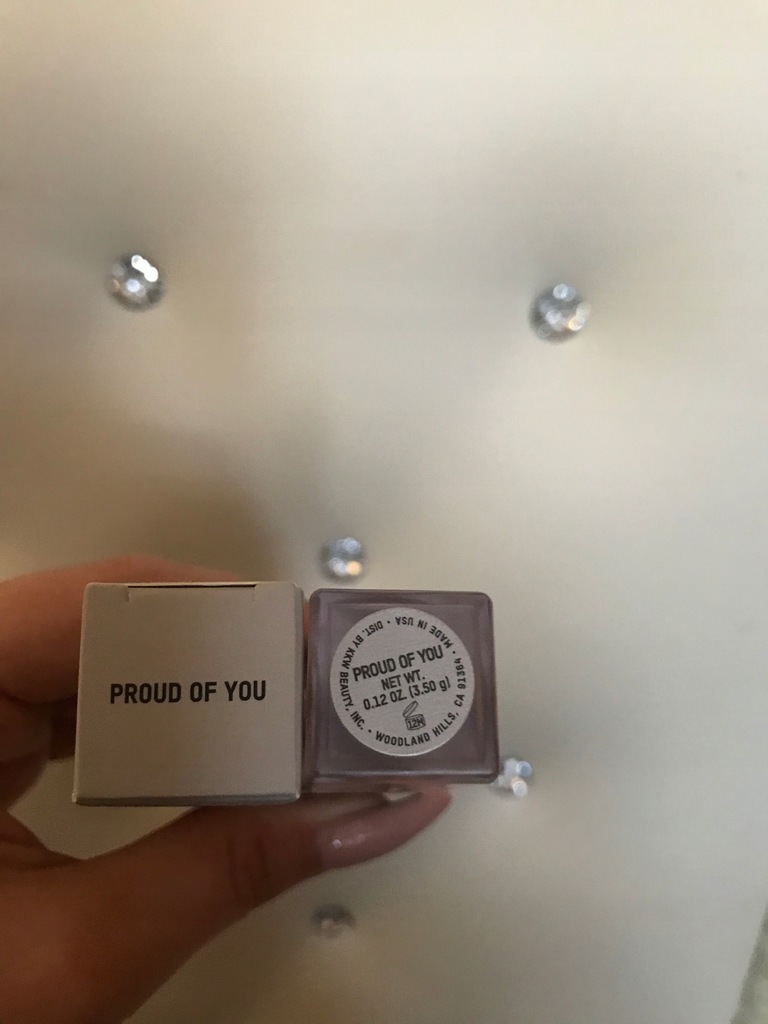 PROUD OF YOU
PROUD OF YOU
NET WT.
0.12 OZ. (3.50 g)
12M
DIST. BY KKW BEAUTY, INC. • WOODLAND HILLS, CA 91364 • MADE IN USA •